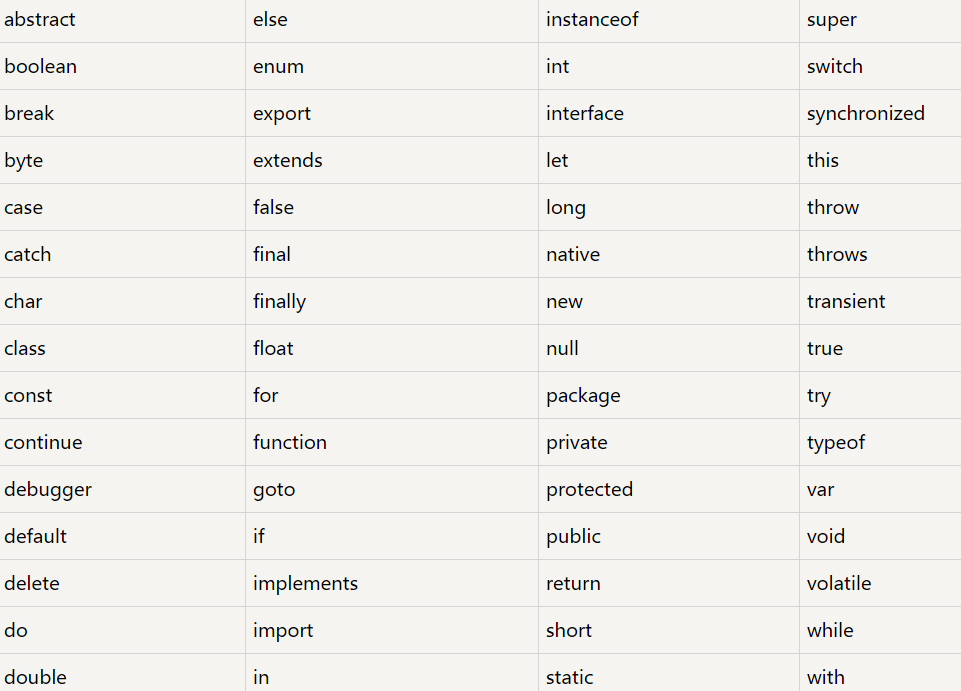 abstract else instanceof super
boolean enum int switch
break export interface synchronized
byte extends let this
case false long throw
catch final native throws
char finally new transient
class float null true
const for package try
continue function private typeof
debugger goto protected var
default if public void
delete implements return volatile
do import short while
double in static with